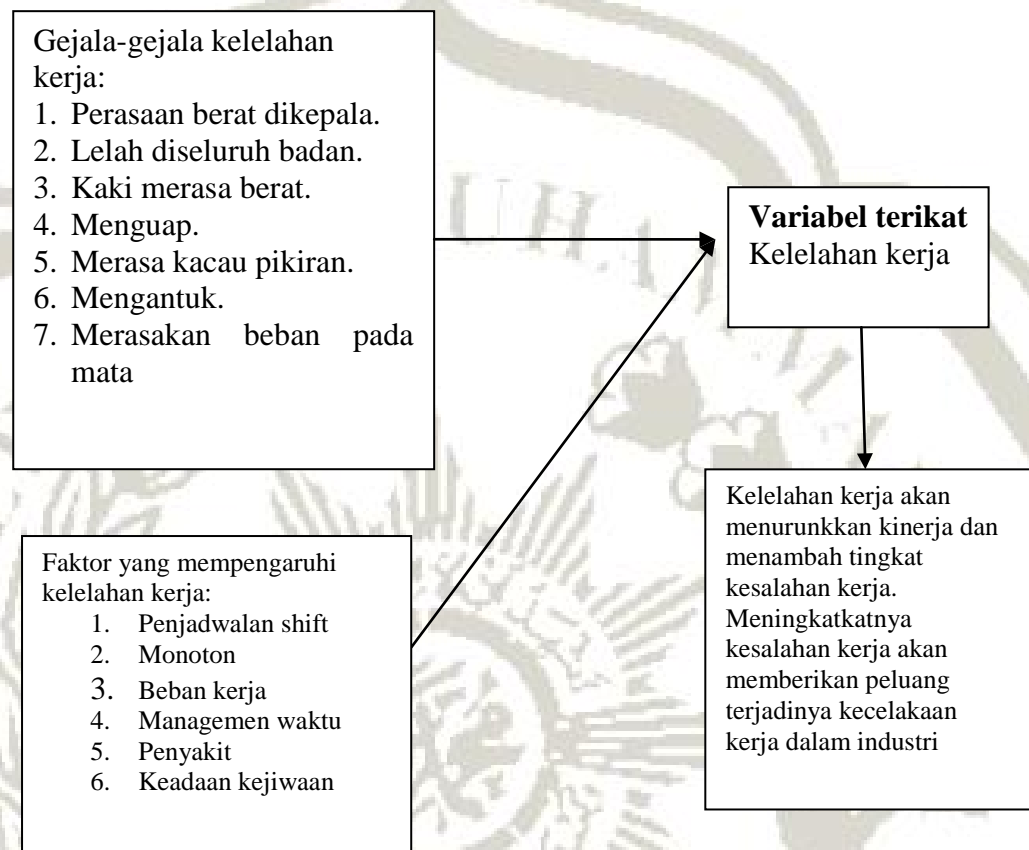 Gejala-gejala kelelahan
kerja:
1. Perasaan berat dikepala.
2. Lelah diseluruh badan.
3. Kaki merasa berat.
4. Menguap.
5. Merasa kacau pikiran.
6. Mengantuk.
7. Merasakan beban pada
mata
Variabel terikat
Kelelahan kerja
Faktor yang mempengaruhi
kelelahan kerja:
1. Penjadwalan shift
2. Monoton
3. Beban kerja
4. Managemen waktu
5. Penyakit
6. Keadaan kejiwaan
Kelelahan kerja akan
menurunkkan kinerja dan
menambah tingkat
kesalahan kerja.
Meningkatkatnya
kesalahan kerja akan
memberikan peluang
terjadinya kecelakaan
kerja dalam industri